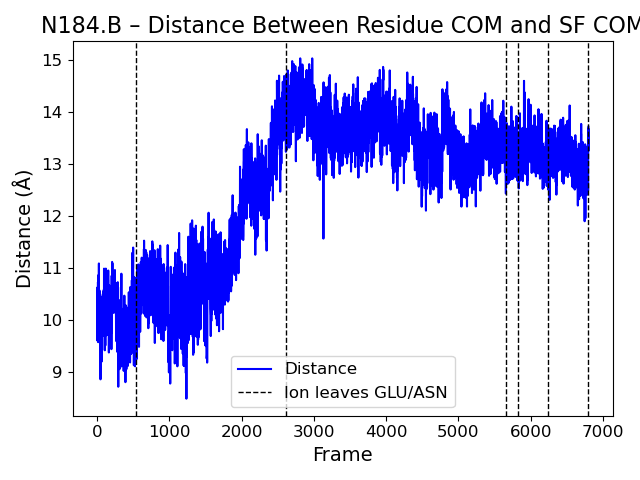 N184.B – Distance Between Residue COM and SF COM
15
14
13
12
11
10
9
Distance (Å)
Distance
Ion leaves GLU/ASN
0 1000 2000 3000 4000 5000 6000 7000
Frame